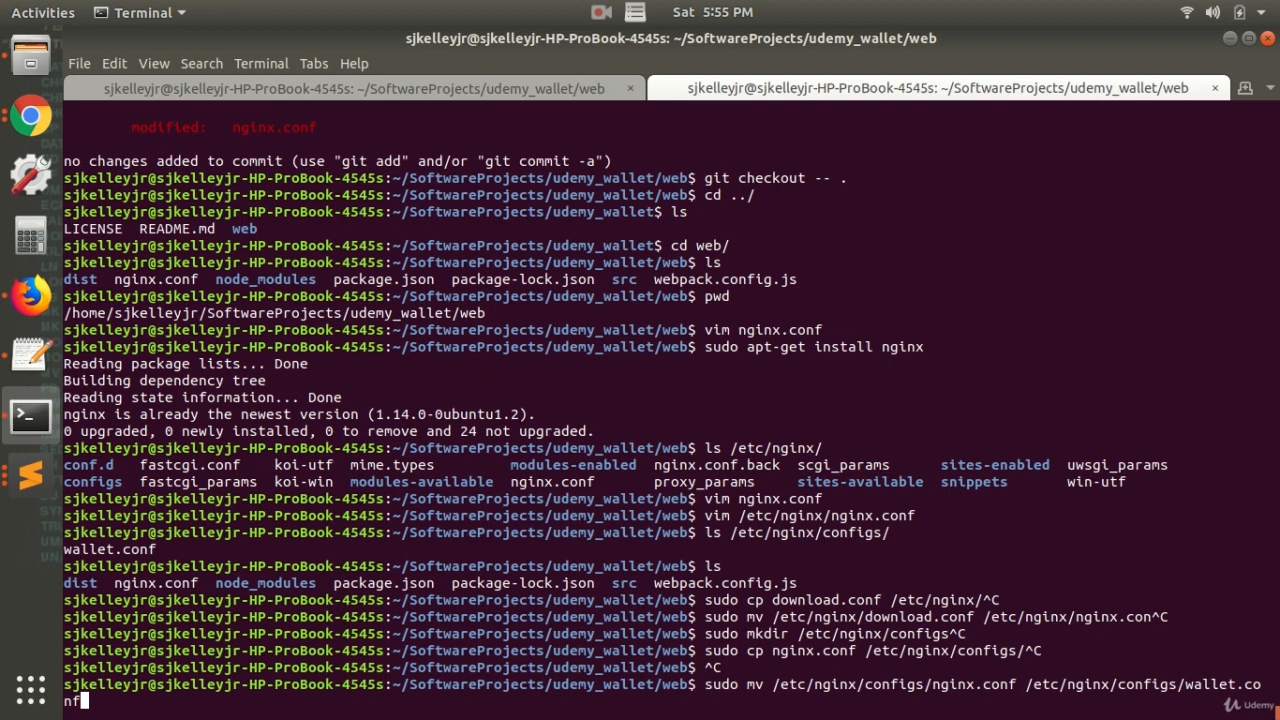 Activities Terminal Sat 5:55 PM
sjkelleyjr@sjkelleyjr-HP-ProBook-4545s: ~/SoftwareProjects/udemy_wallet/web
File Edit View Search Terminal Tabs Help
sjkelleyjr@sjkelleyjr-HP-ProBook-4545s: ~/SoftwareProjects/udemy_wallet/web × sjkelleyjr@sjkelleyjr-HP-ProBook-4545s: ~/SoftwareProjects/udemy_wallet/web ×
modified: nginx.conf
no changes added to commit (use "git add" and/or "git commit -a")
sjkelleyjr@sjkelleyjr-HP-ProBook-4545s:~/SoftwareProjects/udemy_wallet/web$ git checkout -- .
sjkelleyjr@sjkelleyjr-HP-ProBook-4545s:~/SoftwareProjects/udemy_wallet/web$ cd ../
sjkelleyjr@sjkelleyjr-HP-ProBook-4545s:~/SoftwareProjects/udemy_wallet$ ls
LICENSE README.md web
sjkelleyjr@sjkelleyjr-HP-ProBook-4545s:~/SoftwareProjects/udemy_wallet$ cd web/
sjkelleyjr@sjkelleyjr-HP-ProBook-4545s:~/SoftwareProjects/udemy_wallet/web$ ls
dist nginx.conf node_modules package.json package-lock.json src webpack.config.js
sjkelleyjr@sjkelleyjr-HP-ProBook-4545s:~/SoftwareProjects/udemy_wallet/web$ pwd
/home/sjkelleyjr/SoftwareProjects/udemy_wallet/web
sjkelleyjr@sjkelleyjr-HP-ProBook-4545s:~/SoftwareProjects/udemy_wallet/web$ vim nginx.conf
sjkelleyjr@sjkelleyjr-HP-ProBook-4545s:~/SoftwareProjects/udemy_wallet/web$ sudo apt-get install nginx
Reading package lists... Done
Building dependency tree
Reading state information... Done
nginx is already the newest version (1.14.0-0ubuntu1.2).
0 upgraded, 0 newly installed, 0 to remove and 24 not upgraded.
sjkelleyjr@sjkelleyjr-HP-ProBook-4545s:~/SoftwareProjects/udemy_wallet/web$ ls /etc/nginx/
conf.d fastcgi.conf koi-utf mime.types modules-enabled nginx.conf.back scgi_params sites-enabled uwsgi_params
configs fastcgi_params koi-win modules-available nginx.conf proxy_params sites-available snippets win-utf
sjkelleyjr@sjkelleyjr-HP-ProBook-4545s:~/SoftwareProjects/udemy_wallet/web$ vim nginx.conf
sjkelleyjr@sjkelleyjr-HP-ProBook-4545s:~/SoftwareProjects/udemy_wallet/web$ vim /etc/nginx/nginx.conf
sjkelleyjr@sjkelleyjr-HP-ProBook-4545s:~/SoftwareProjects/udemy_wallet/web$ ls /etc/nginx/configs/
wallet.conf
sjkelleyjr@sjkelleyjr-HP-ProBook-4545s:~/SoftwareProjects/udemy_wallet/web$ ls
dist nginx.conf node_modules package.json package-lock.json src webpack.config.js
sjkelleyjr@sjkelleyjr-HP-ProBook-4545s:~/SoftwareProjects/udemy_wallet/web$ sudo cp download.conf /etc/nginx/^C
sjkelleyjr@sjkelleyjr-HP-ProBook-4545s:~/SoftwareProjects/udemy_wallet/web$ sudo mv /etc/nginx/download.conf /etc/nginx/nginx.con^C
sjkelleyjr@sjkelleyjr-HP-ProBook-4545s:~/SoftwareProjects/udemy_wallet/web$ sudo mkdir /etc/nginx/configs^C
sjkelleyjr@sjkelleyjr-HP-ProBook-4545s:~/SoftwareProjects/udemy_wallet/web$ sudo cp nginx.conf /etc/nginx/configs/^C
sjkelleyjr@sjkelleyjr-HP-ProBook-4545s:~/SoftwareProjects/udemy_wallet/web$ ^C
sjkelleyjr@sjkelleyjr-HP-ProBook-4545s:~/SoftwareProjects/udemy_wallet/web$ sudo mv /etc/nginx/configs/nginx.conf /etc/nginx/configs/wallet.co
nf
Udemy